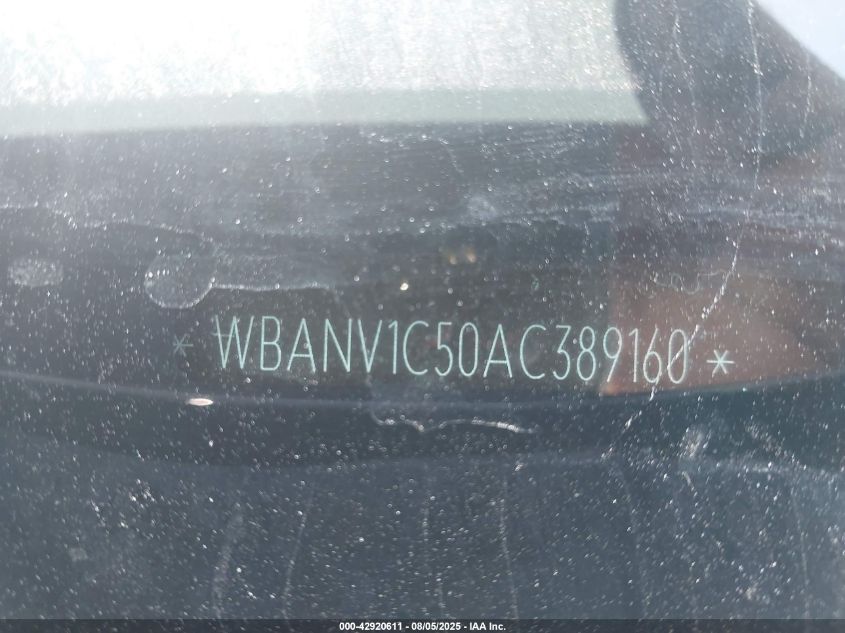 * WBANV1C50AC389160 *
000-42920611 - 08/05/2025 - IAA Inc.